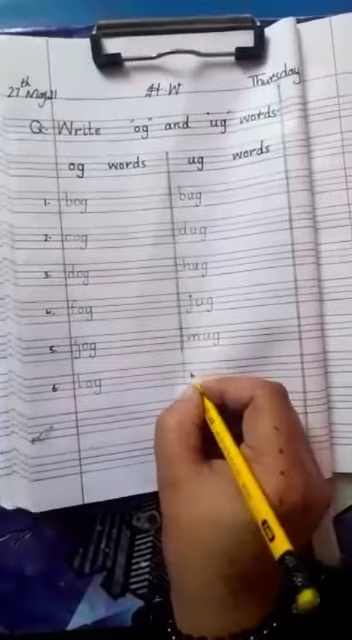 27th May 21 H.W Thursday
Q. Write "og" and "ug" words.
og words ug words
1. bog bug
2. cog dug
3. dog hug
4. fog jug
5. jog mug
6. log